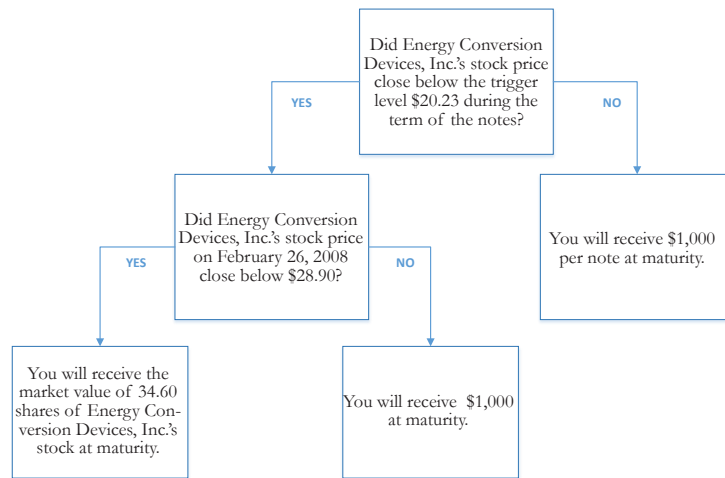 Did Energy Conversion
Devices, Inc.'s stock price
close below the trigger
level $20.23 during the
term of the notes?
YES
NO
Did Energy Conversion
Devices, Inc.'s stock price
on February 26, 2008
close below $28.90?
You will receive $1,000
per note at maturity.
YES
NO
You will receive the
market value of 34.60
shares of Energy Con-
version Devices, Inc.'s
stock at maturity.
You will receive $1,000
at maturity.